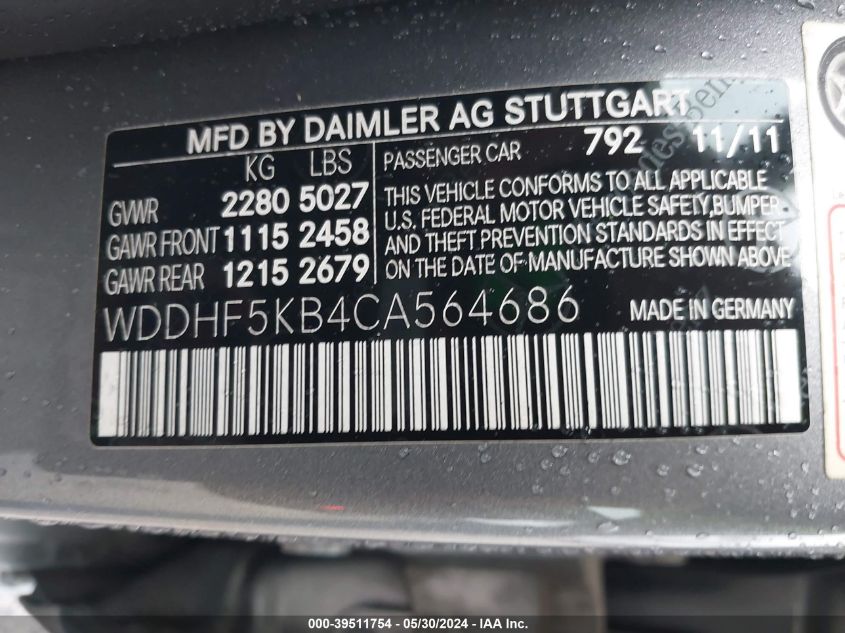 MFD BY DAIMLER AG STUTTGART
KG LBS
GVWR 2280 5027
GAWR FRONT 1115 2458
GAWR REAR 1215 2679
PASSENGER CAR 792 11/11
THIS VEHICLE CONFORMS TO ALL APPLICABLE
U.S. FEDERAL MOTOR VEHICLE SAFETY,BUMPER
AND THEFT PREVENTION STANDARDS IN EFFECT
ON THE DATE OF MANUFACTURE SHOWN ABOVE
WDDHF5KB4CA564686
MADE IN GERMANY
000-39511754 / 05/30/2024 - IAA Inc.